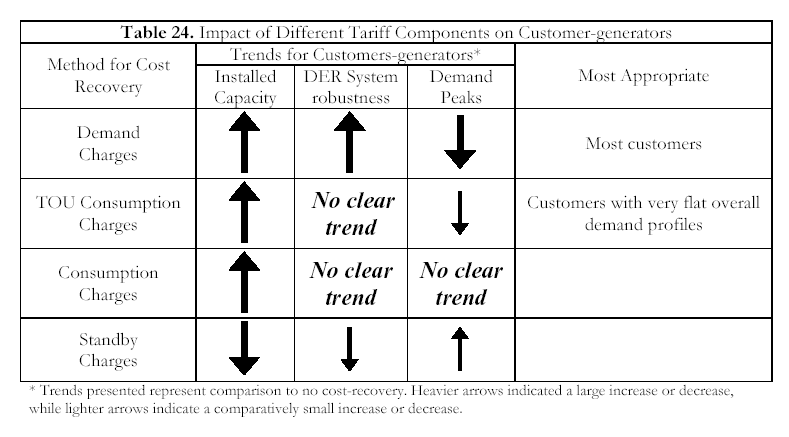 Table 24. Impact of Different Tariff Components on Customer-generators
Method for Cost
Recovery
Trends for Customers-generators*
Installed
Capacity
DER System
robustness
Demand
Peaks
Most Appropriate
Demand
Charges
Most customers
TOU Consumption
Charges
No clear
trend
Customers with very flat overall
demand profiles
Consumption
Charges
No clear
trend
No clear
trend
Standby
Charges
* Trends presented represent comparison to no cost-recovery. Heavier arrows indicated a large increase or decrease,
while lighter arrows indicate a comparatively small increase or decrease.